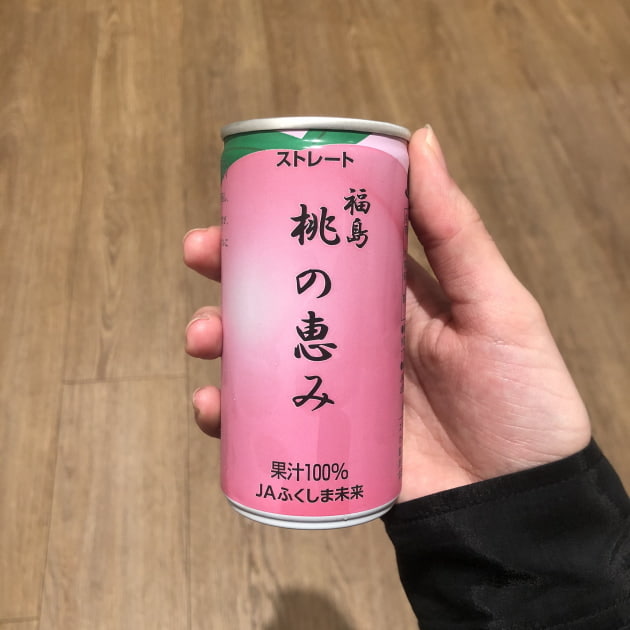 ストレート
福島
桃の恵み
果汁100%
JAふくしま未来